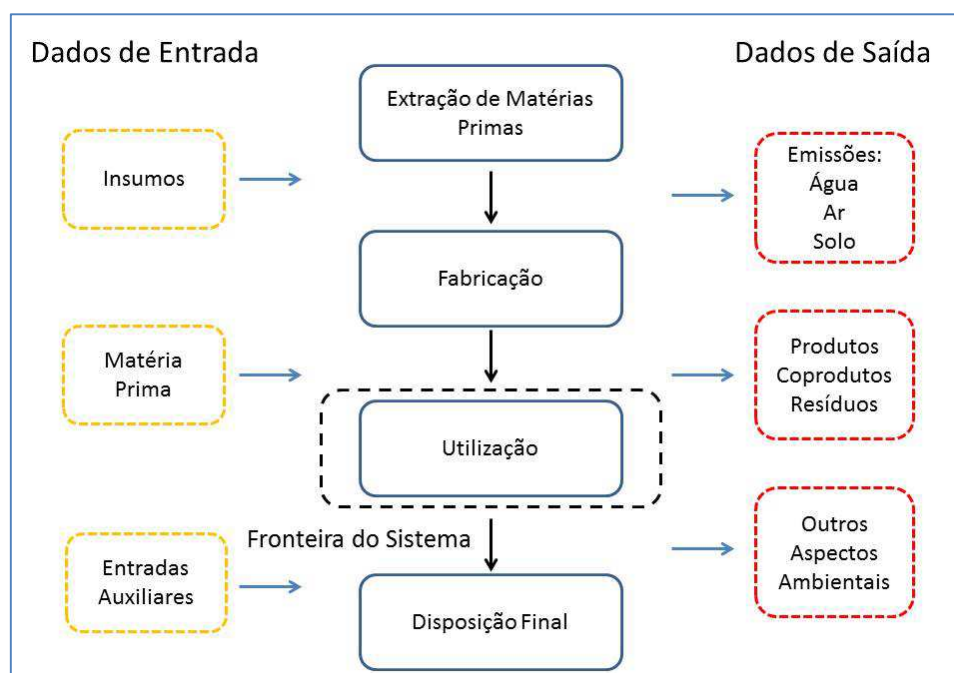 Dados de Entrada
Dados de Saída
Extração de Matérias
Primas
Insumos
Emissões:
Água
Ar
Solo
Fabricação
Matéria
Prima
Produtos
Coprodutos
Resíduos
Utilização
Fronteira do Sistema
Entradas
Auxiliares
Outros
Aspectos
Ambientais
Disposição Final